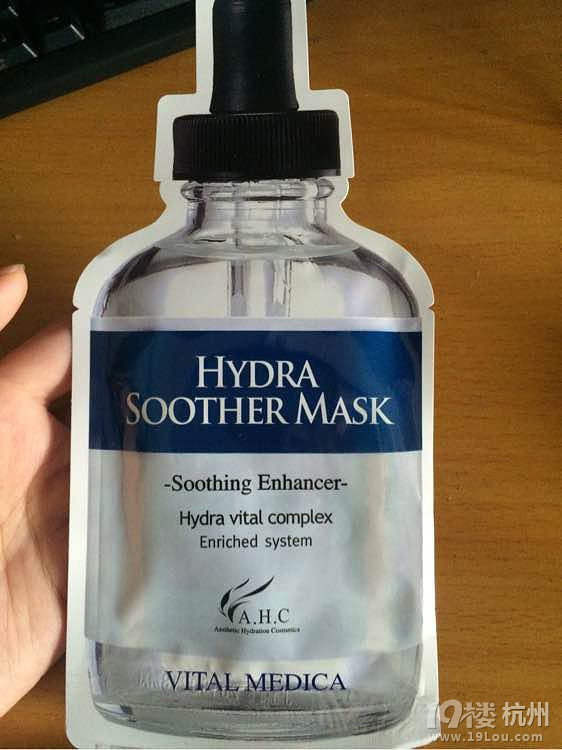 HYDRA
SOOTHER MASK
-Soothing Enhancer-
Hydra vital complex
Enriched system
A.H.C
Aesthetic Hydration Cosmetics
VITAL MEDICA
19楼 杭州
www.19Lou.com